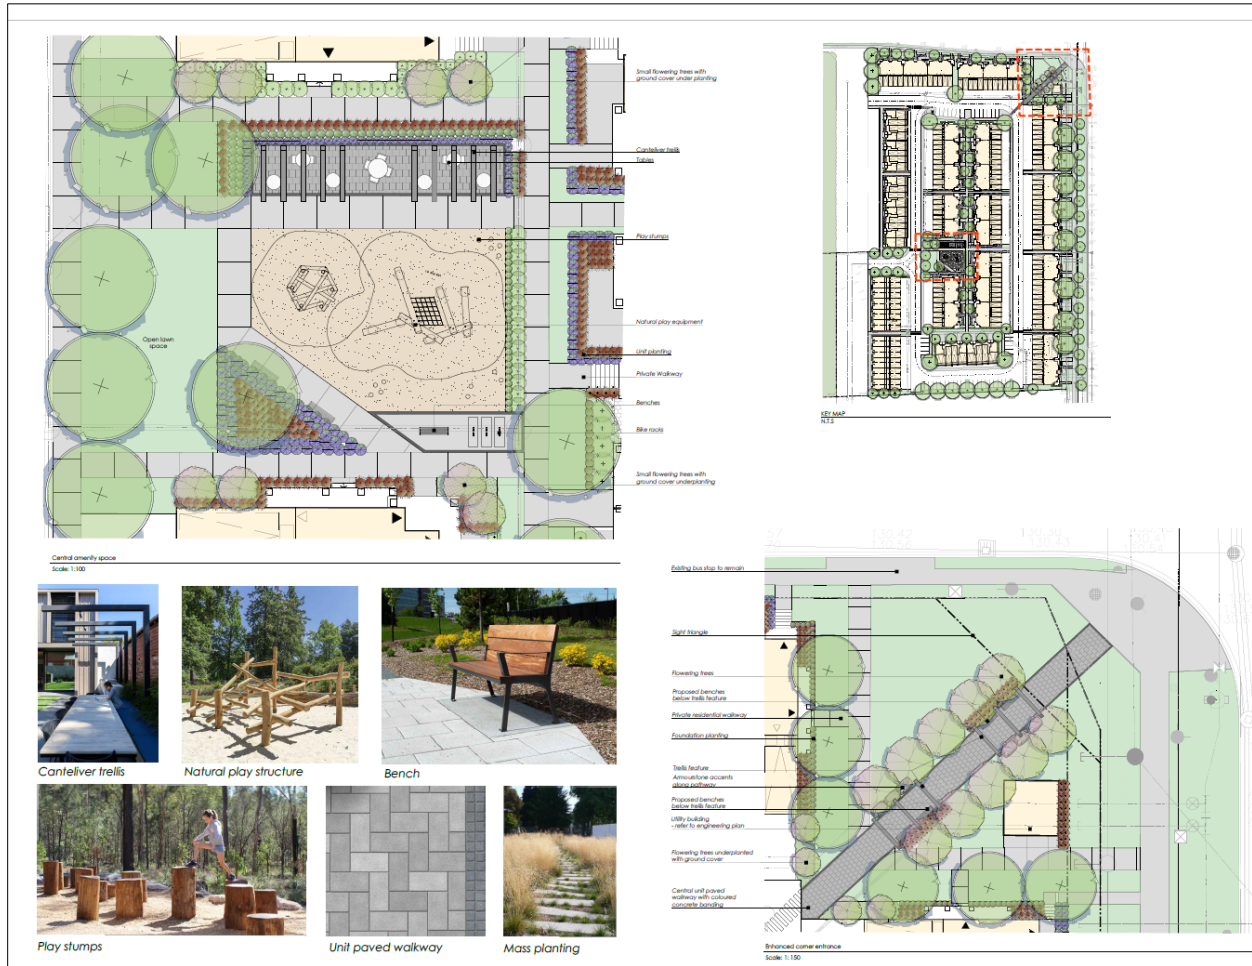 Small flowering trees with
ground cover under planting
Canteliver trellis
Tables
Play stumps
Natural play equipment
Unit planting
Private Walkway
Benches
Bike racks
Small flowering trees with
ground cover underplanting
Open lawn
space
Central amenity space
Scale: 1:100
KEY MAP
N.T.S
Canteliver trellis
Natural play structure
Bench
Play stumps
Unit paved walkway
Mass planting
Existing bus stop to remain
Sight triangle
Flowering trees
Proposed benches
below trellis feature
Private residential walkway
Foundation planting
Trellis feature
Armourstone accents
along pathway
Proposed benches
below trellis feature
Utility building
- refer to engineering plan
Flowering trees underplanted
with ground cover
Central unit paved
walkway with coloured
concrete banding
Enhanced corner entrance
Scale: 1:150